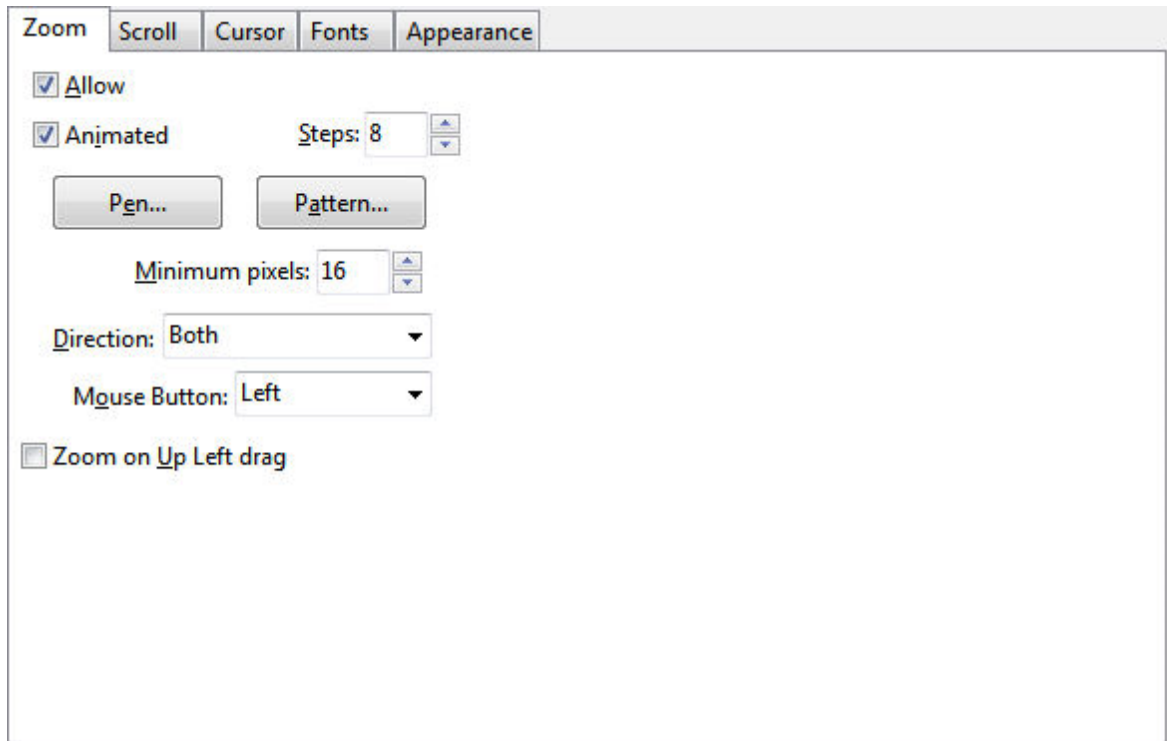 Zoom Scroll Cursor Fonts Appearance
Allow
Animated Steps: 8
Pen... Pattern...
Minimum pixels: 16
Direction: Both
Mouse Button: Left
Zoom on Up Left drag